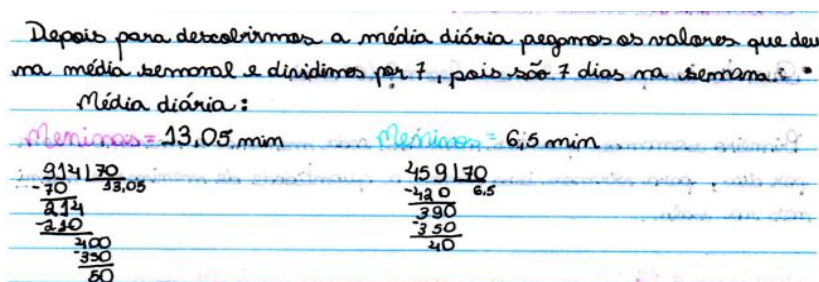 Depois para descobrirmos a média diária pegamos os valores que deu
na média semanal e dividimos por 7, pois são 7 dias na semana.
Média diária:
Meninas = 13,05 min Meninos = 6,5 min
914 | 70 459 | 70
-70 13,05 -420 6,5
214 390
-210 -350
400 40
-350
50